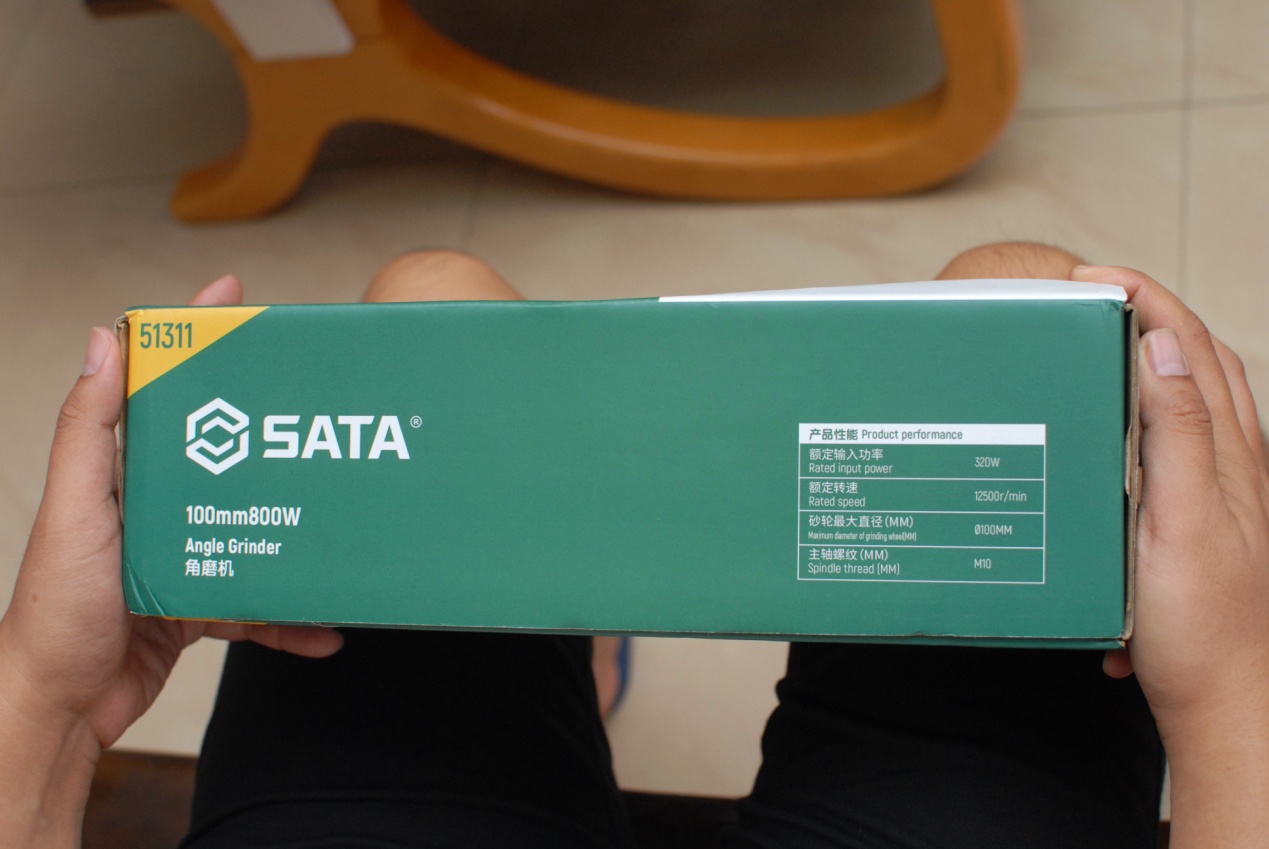 51311
SATA®
100mm800W
Angle Grinder
角磨机
产品性能 Product performance
额定输入功率
Rated input power
320W
额定转速
Rated speed
12500r/min
砂轮最大直径(MM)
Maximum diameter of grinding wheel(MM)
Ø100MM
主轴螺纹(MM)
Spindle thread (MM)
M10